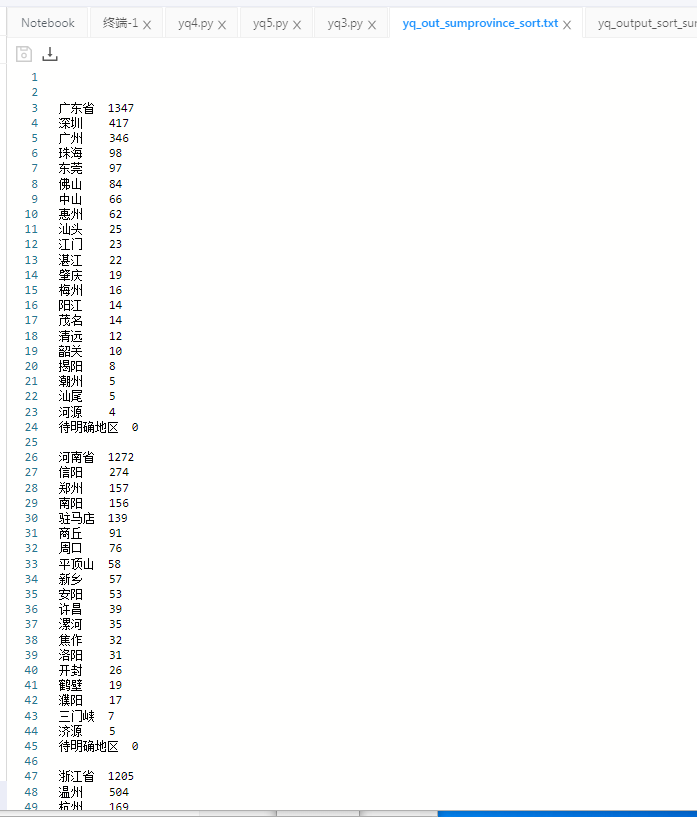 Notebook 终端-1 yq4.py yq5.py yq3.py yq_out_sumprovince_sort.txt yq_output_sort_sum
1
2
3 广东省 1347
4 深圳 417
5 广州 346
6 珠海 98
7 东莞 97
8 佛山 84
9 中山 66
10 惠州 62
11 汕头 25
12 江门 23
13 湛江 22
14 肇庆 19
15 梅州 16
16 阳江 14
17 茂名 14
18 清远 12
19 韶关 10
20 揭阳 8
21 潮州 5
22 汕尾 5
23 河源 4
24 待明确地区 0
25
26 河南省 1272
27 信阳 274
28 郑州 157
29 南阳 156
30 驻马店 139
31 商丘 91
32 周口 76
33 平顶山 58
34 新乡 57
35 安阳 53
36 许昌 39
37 漯河 35
38 焦作 32
39 洛阳 31
40 开封 26
41 鹤壁 19
42 濮阳 17
43 三门峡 7
44 济源 5
45 待明确地区 0
46
47 浙江省 1205
48 温州 504
49 杭州 169